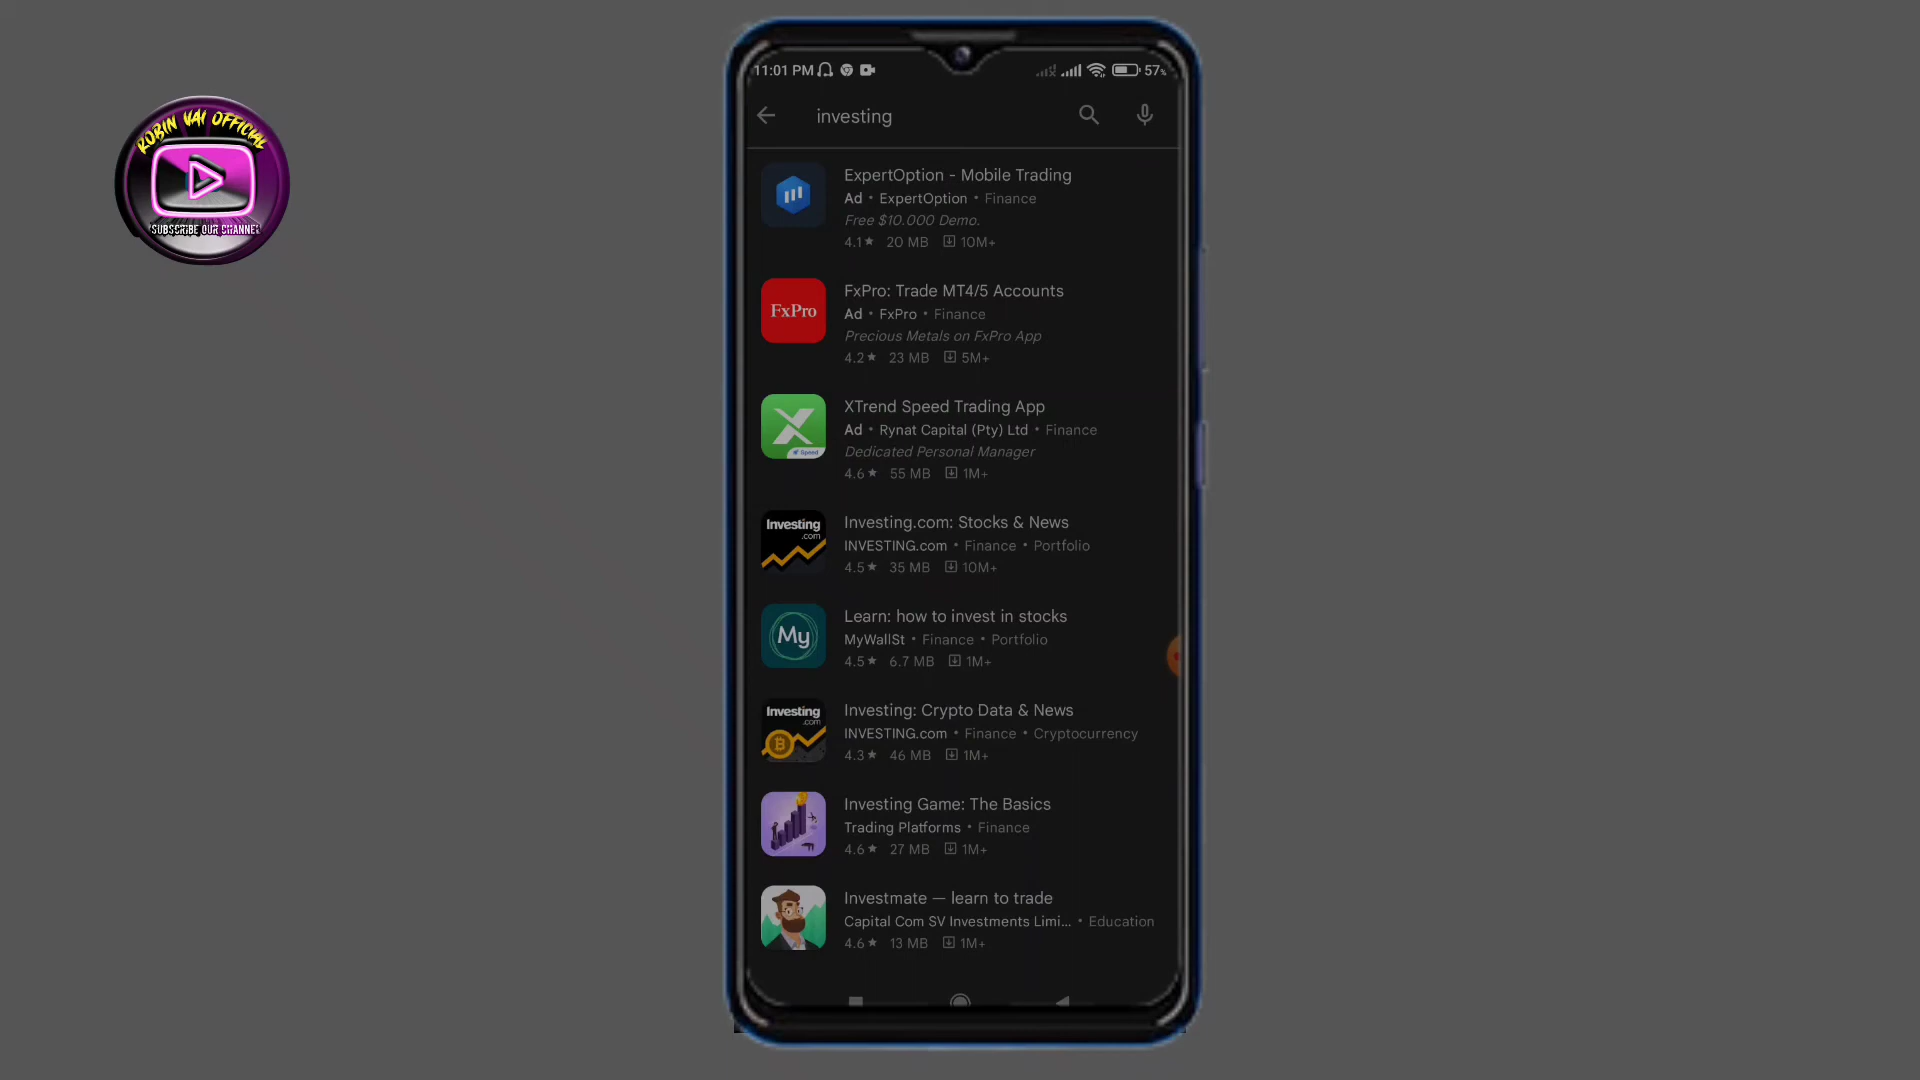 ROBIN VAI OFFICIAL
SUBSCRIBE OUR CHANNEL
11:01 PM
57%
investing
ExpertOption - Mobile Trading
Ad • ExpertOption • Finance
Free $10.000 Demo.
4.1★ 20 MB 10M+
FxPro
FxPro: Trade MT4/5 Accounts
Ad • FxPro • Finance
Precious Metals on FxPro App
4.2★ 23 MB 5M+
Speed
XTrend Speed Trading App
Ad • Rynat Capital (Pty) Ltd • Finance
Dedicated Personal Manager
4.6★ 55 MB 1M+
Investing
.com
Investing.com: Stocks & News
INVESTING.com • Finance • Portfolio
4.5★ 35 MB 10M+
My
Learn: how to invest in stocks
MyWallSt • Finance • Portfolio
4.5★ 6.7 MB 1M+
Investing
.com
Investing: Crypto Data & News
INVESTING.com • Finance • Cryptocurrency
4.3★ 46 MB 1M+
Investing Game: The Basics
Trading Platforms • Finance
4.6★ 27 MB 1M+
Investmate — learn to trade
Capital Com SV Investments Limi... • Education
4.6★ 13 MB 1M+